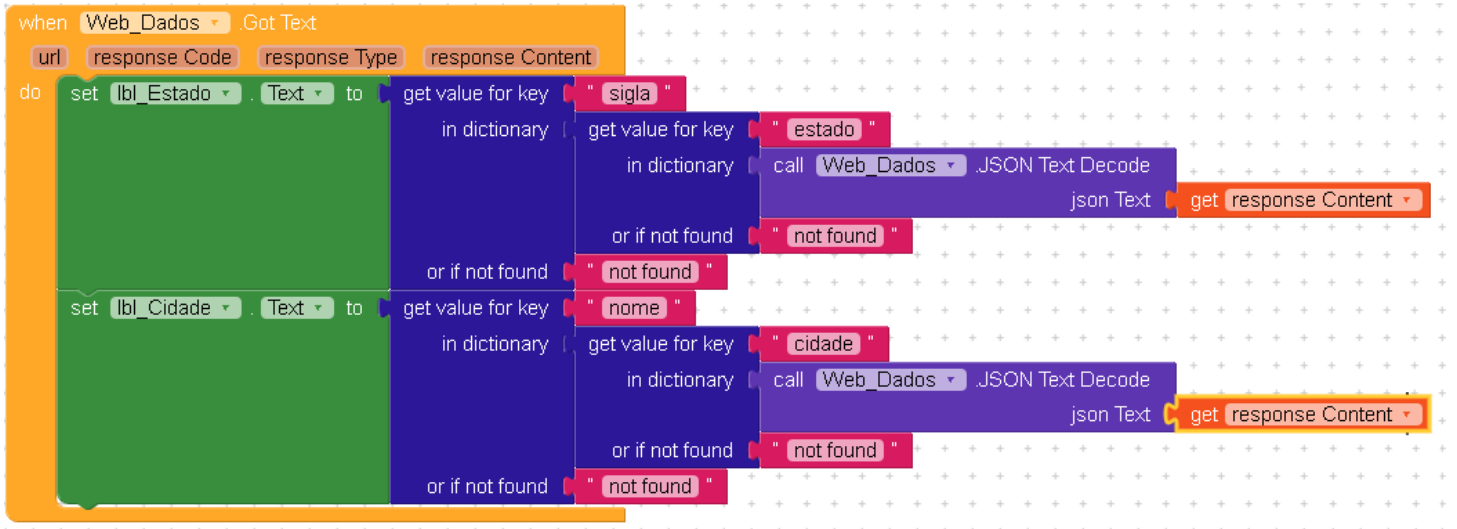 when Web_Dados .Got Text
url response Code response Type response Content
do set lbl_Estado . Text to get value for key " sigla "
in dictionary get value for key " estado "
in dictionary call Web_Dados .JSON Text Decode
json Text get response Content
or if not found " not found "
or if not found " not found "
set lbl_Cidade . Text to get value for key " nome "
in dictionary get value for key " cidade "
in dictionary call Web_Dados .JSON Text Decode
json Text get response Content
or if not found " not found "
or if not found " not found "